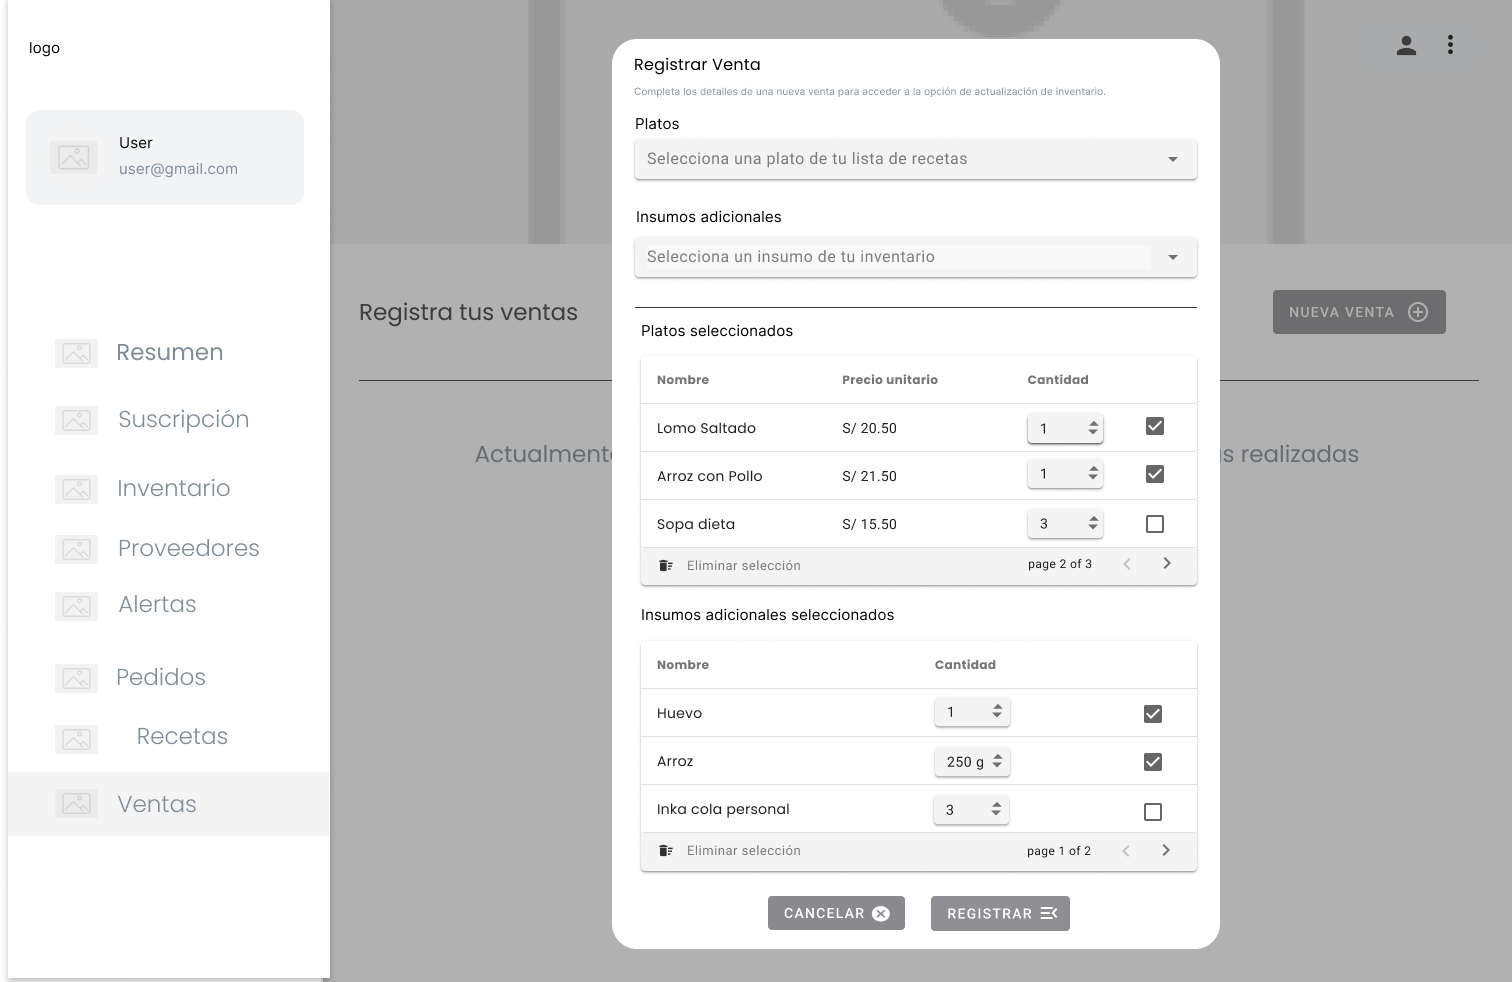 logo
User
user@gmail.com
Resumen
Suscripción
Inventario
Proveedores
Alertas
Pedidos
Recetas
Ventas
Registra tus ventas
NUEVA VENTA
Actualment
s realizadas
Registrar Venta
Completa los detalles de una nueva venta para acceder a la opción de actualización de inventario.
Platos
Selecciona una plato de tu lista de recetas
Insumos adicionales
Selecciona un insumo de tu inventario
Platos seleccionados
Nombre Precio unitario Cantidad
Lomo Saltado S/ 20.50 1
Arroz con Pollo S/ 21.50 1
Sopa dieta S/ 15.50 3
Eliminar selección page 2 of 3
Insumos adicionales seleccionados
Nombre Cantidad
Huevo 1
Arroz 250 g
Inka cola personal 3
Eliminar selección page 1 of 2
CANCELAR REGISTRAR